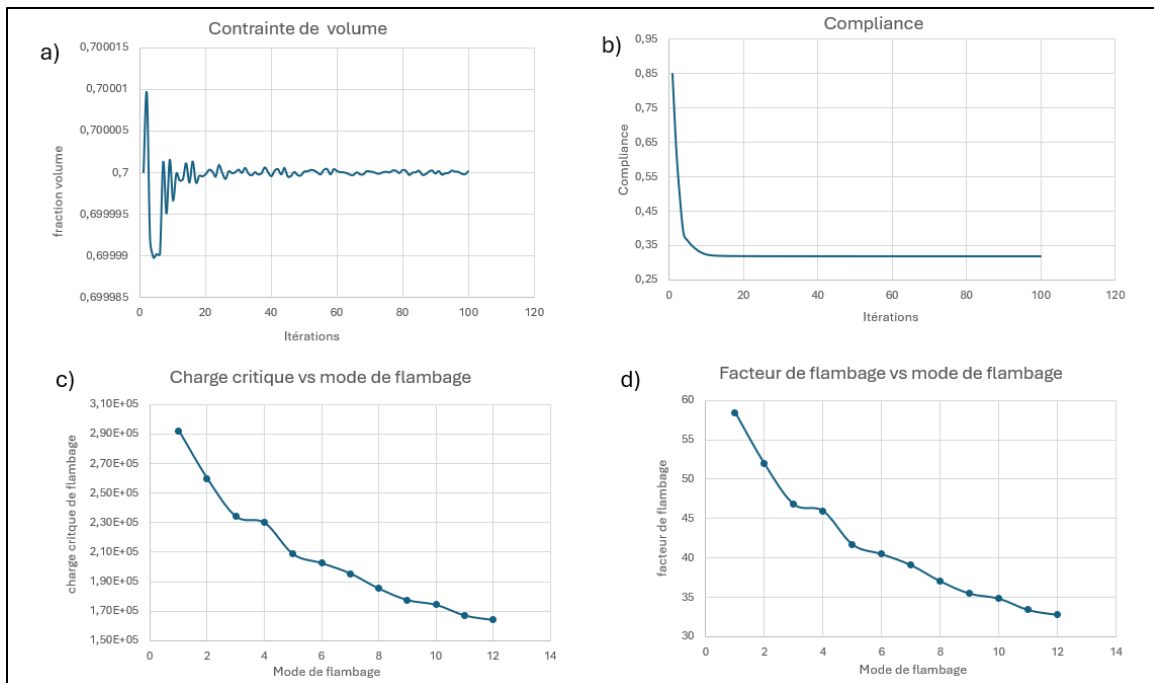 a)
Contrainte de volume
0,700015
0,70001
0,700005
0,7
0,699995
0,69999
0,699985
fraction volume
0 20 40 60 80 100 120
Itérations
b)
Compliance
0,95
0,85
0,75
0,65
0,55
0,45
0,35
0,25
Compliance
0 20 40 60 80 100 120
Itérations
c)
Charge critique vs mode de flambage
3,10E+05
2,90E+05
2,70E+05
2,50E+05
2,30E+05
2,10E+05
1,90E+05
1,70E+05
1,50E+05
charge critque de flambage
0 2 4 6 8 10 12 14
Mode de flambage
d)
Facteur de flambage vs mode de flambage
60
55
50
45
40
35
30
facteur de flambage
0 2 4 6 8 10 12 14
Mode de flambage